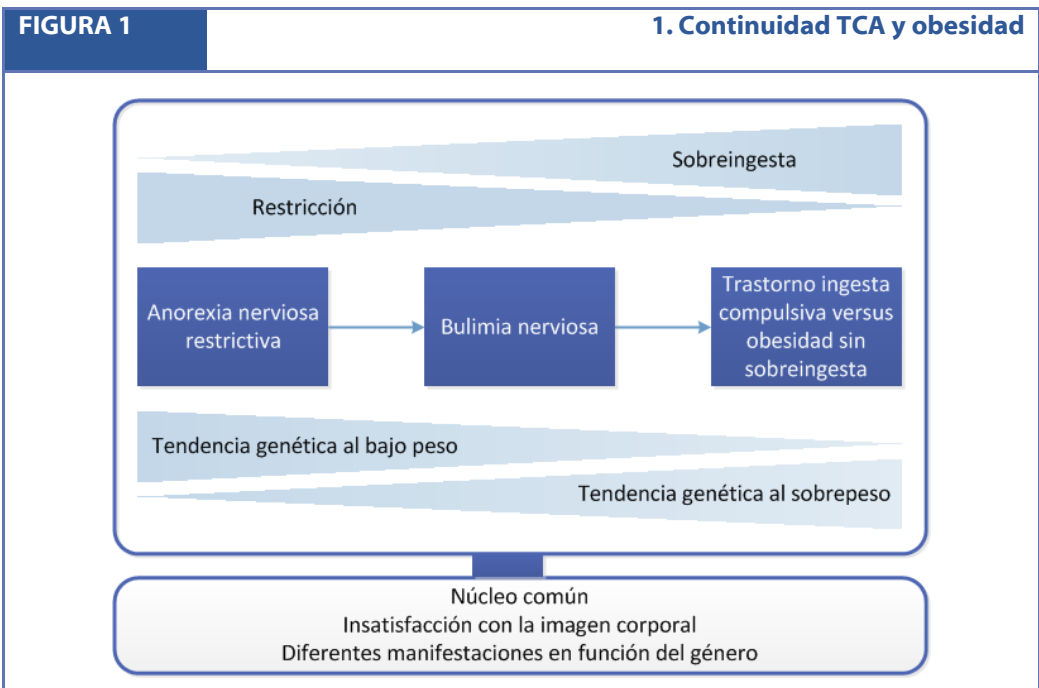 FIGURA 1
1. Continuidad TCA y obesidad
Sobreingesta
Restricción
Anorexia nerviosa
restrictiva
Bulimia nerviosa
Trastorno ingesta
compulsiva versus
obesidad sin
sobreingesta
Tendencia genética al bajo peso
Tendencia genética al sobrepeso
Núcleo común
Insatisfacción con la imagen corporal
Diferentes manifestaciones en función del género